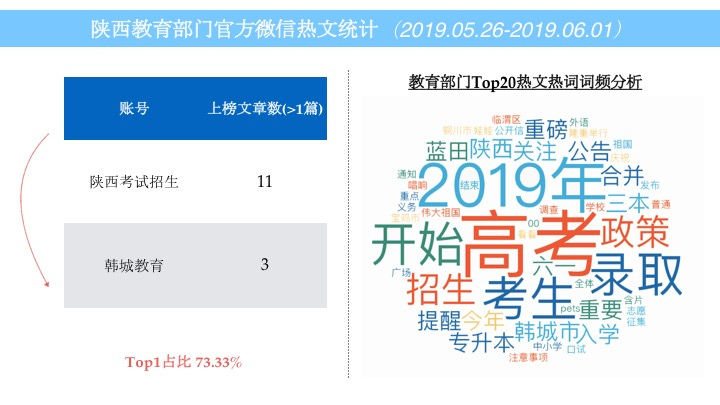 陕西教育部门官方微信热文统计（2019.05.26-2019.06.01）
账号 上榜文章数(>1篇)
陕西考试招生 11
韩城教育 3
Top1占比 73.33%
教育部门Top20热文热词词频分析
临渭区
铜川市 娃娃 公开信 重磅 外语
隆重举行
蓝田 陕西 关注 公告 祖国
庆祝
通知 2019年 合并
唱响 结束 发布
重点
义务 伟大祖国 调查 学校 三本 普通
宝鸡市 00
开始 高考 看看 政策
广场 六一 录取
招生 考生 全体
pets 重要 含片
志愿
提醒 今年 韩城市 入学 征集
专升本 中小学 口试
注意事项